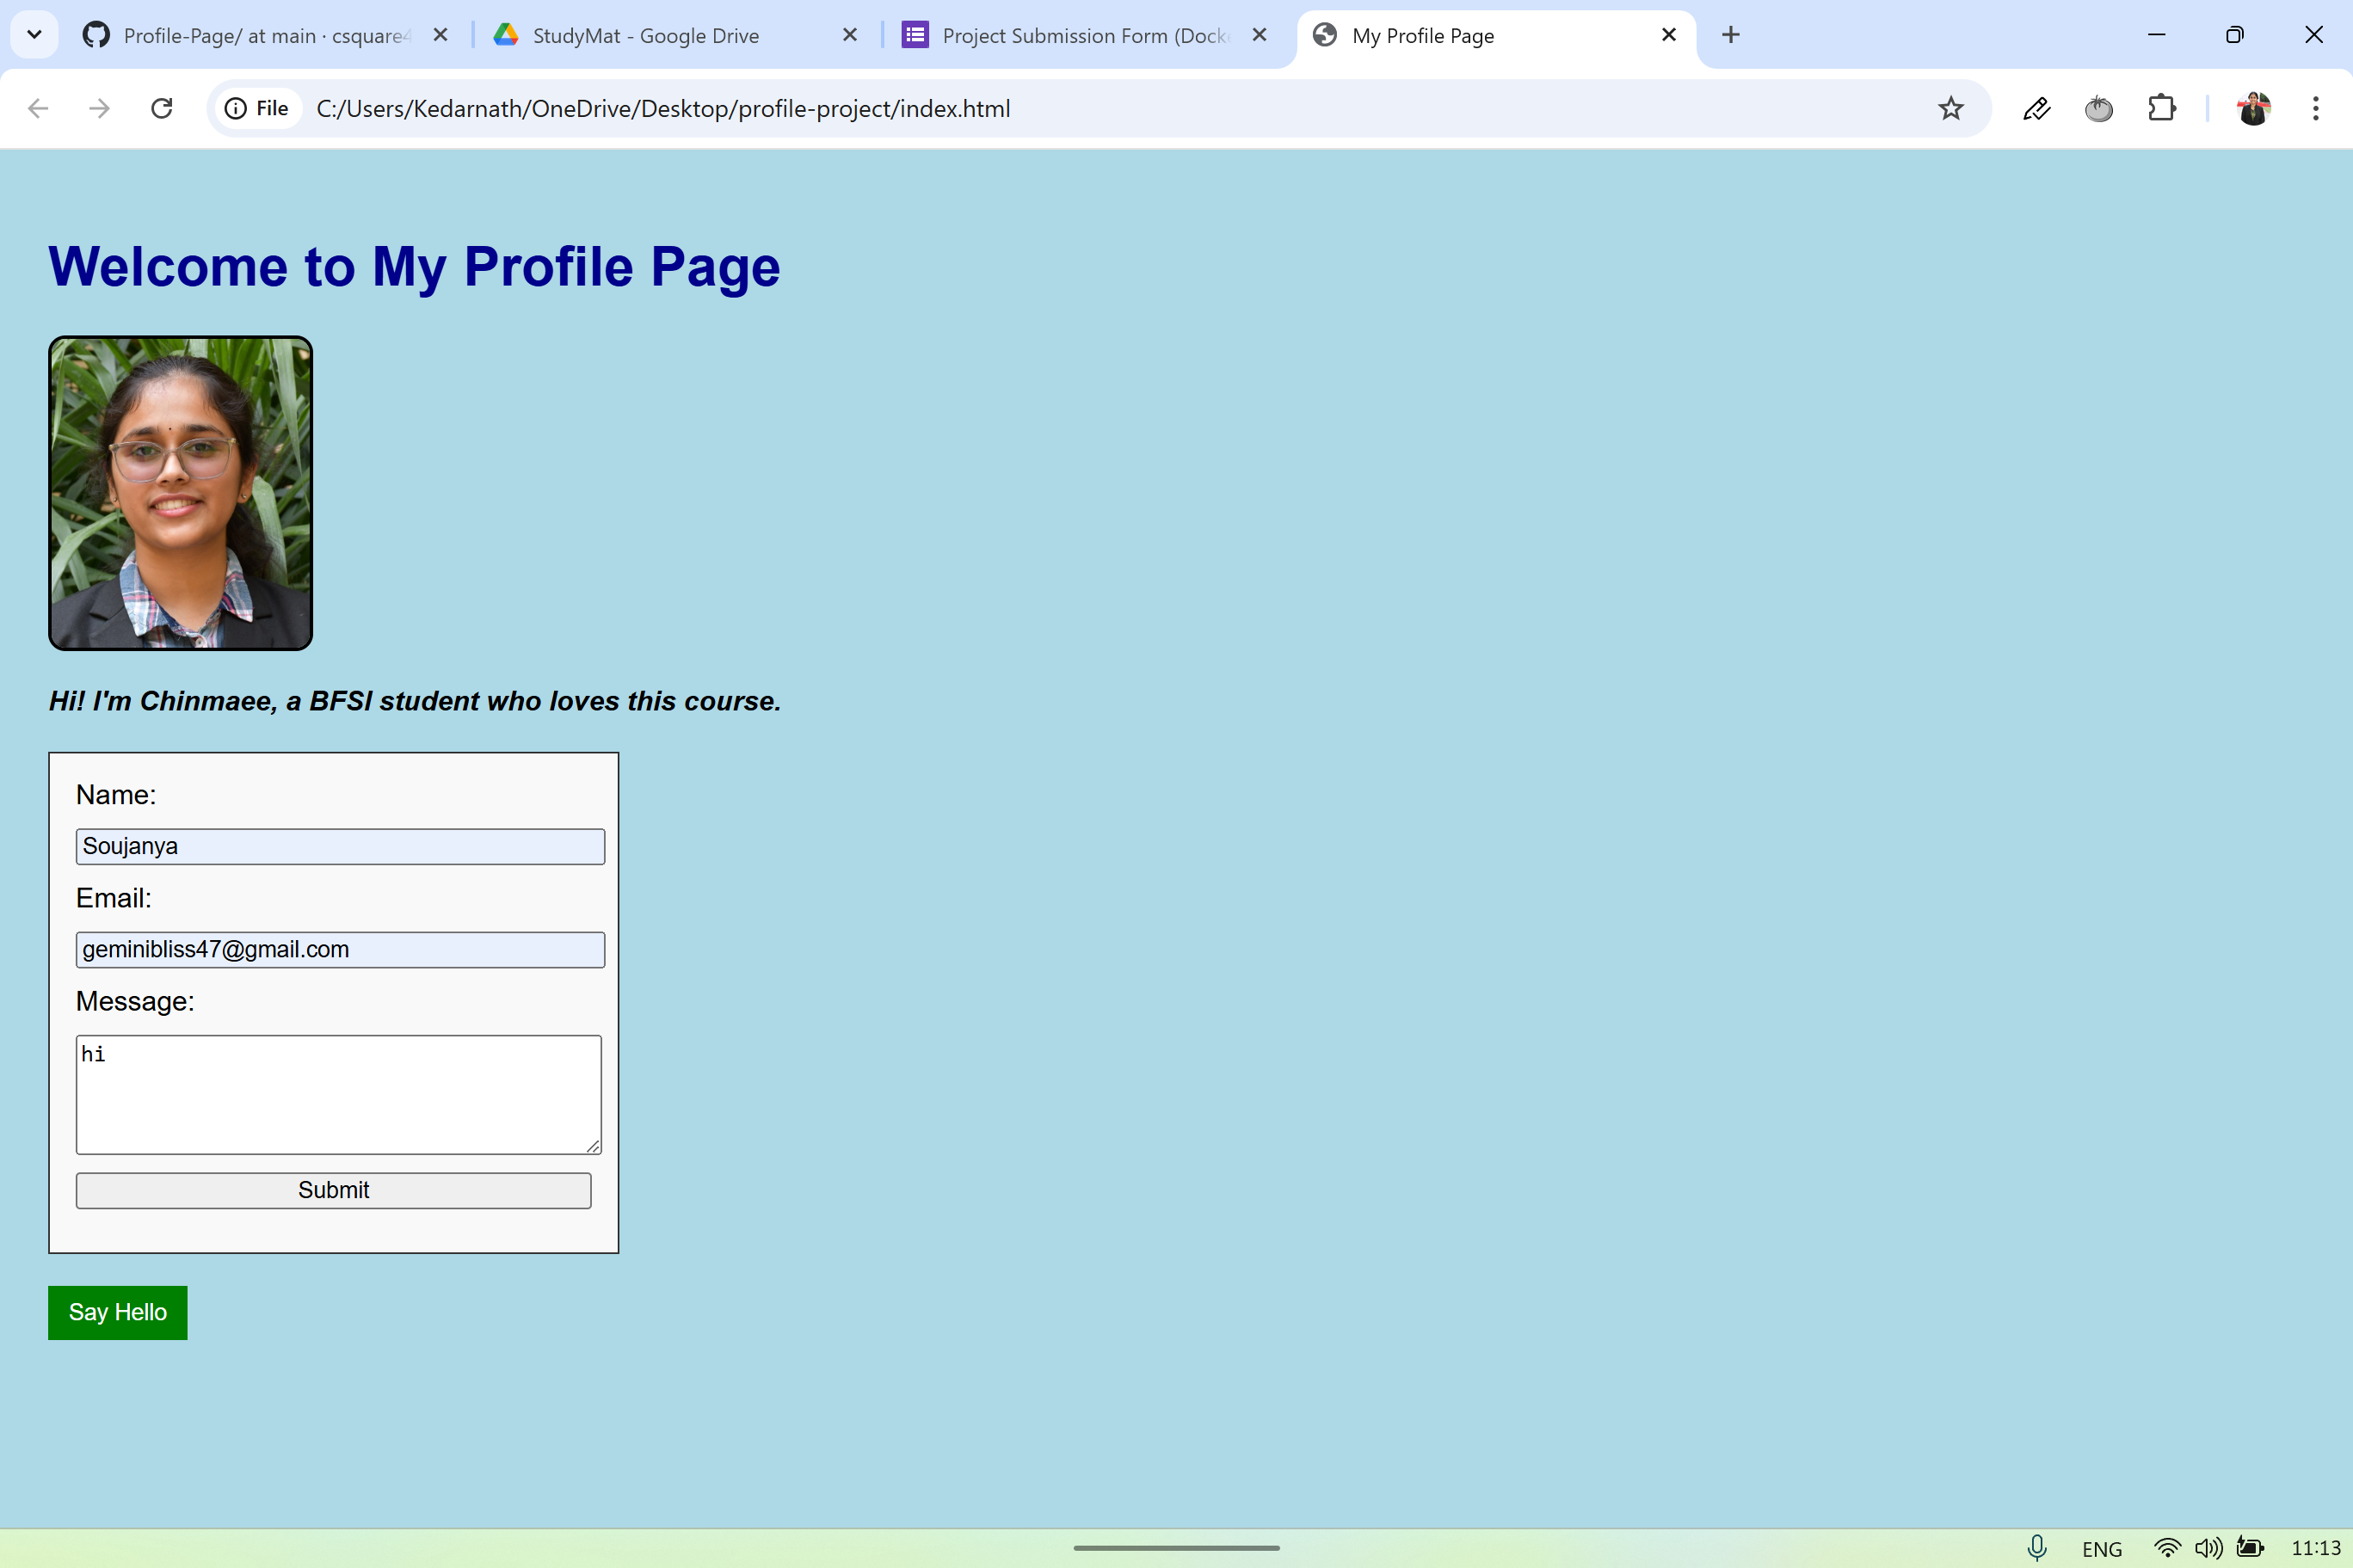 Profile-Page/ at main · csquare4
StudyMat - Google Drive
Project Submission Form (Docke
My Profile Page
File
C:/Users/Kedarnath/OneDrive/Desktop/profile-project/index.html
Welcome to My Profile Page
Hi! I'm Chinmaee, a BFSI student who loves this course.
Name:
Soujanya
Email:
geminibliss47@gmail.com
Message:
hi
Submit
Say Hello
ENG
11:13